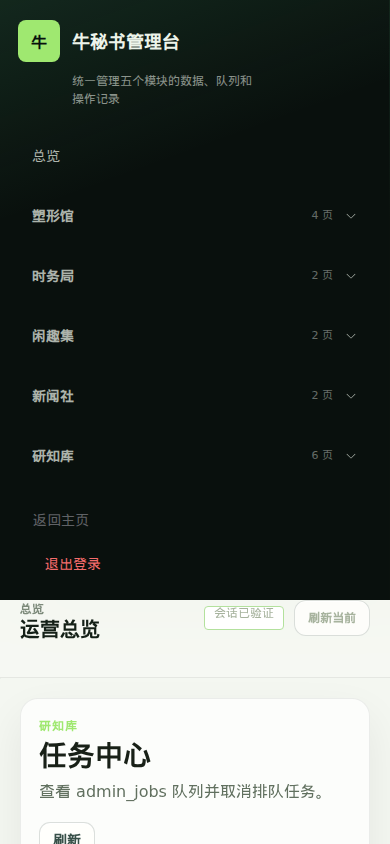 牛
牛秘书管理台
统一管理五个模块的数据、队列和
操作记录
总览
塑形馆 4 页
时务局 2 页
闲趣集 2 页
新闻社 2 页
研知库 6 页
返回主页
退出登录
总览
运营总览
会话已验证
刷新当前
研知库
任务中心
查看 admin_jobs 队列并取消排队任务。
刷新